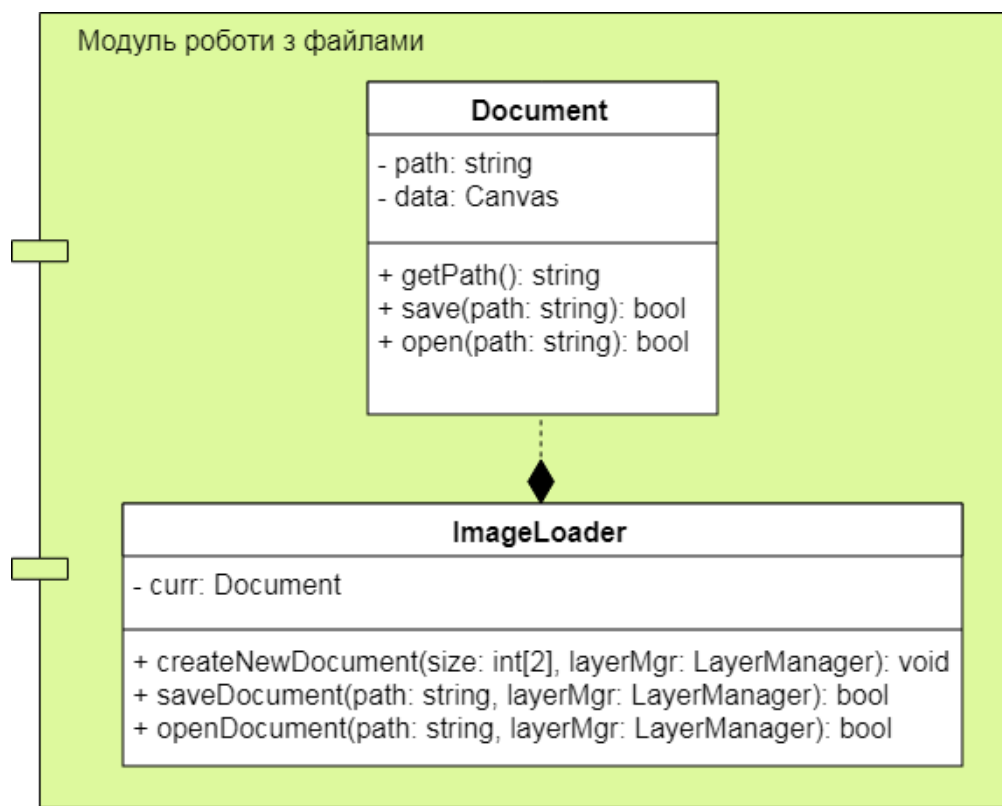 Модуль роботи з файлами
Document
- path: string
- data: Canvas
+ getPath(): string
+ save(path: string): bool
+ open(path: string): bool
ImageLoader
- curr: Document
+ createNewDocument(size: int[2], layerMgr: LayerManager): void
+ saveDocument(path: string, layerMgr: LayerManager): bool
+ openDocument(path: string, layerMgr: LayerManager): bool